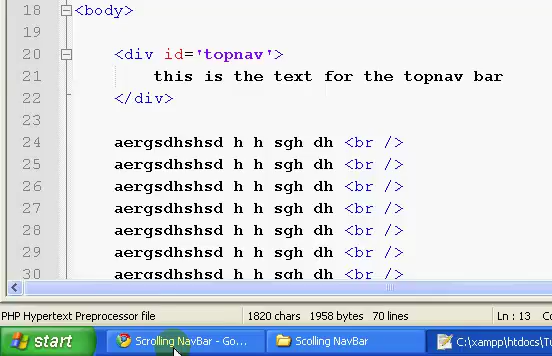 18 <body>
19
20 <div id='topnav'>
21 this is the text for the topnav bar
22 </div>
23
24 aergsdhshsd h h sgh dh <br />
25 aergsdhshsd h h sgh dh <br />
26 aergsdhshsd h h sgh dh <br />
27 aergsdhshsd h h sgh dh <br />
28 aergsdhshsd h h sgh dh <br />
29 aergsdhshsd h h sgh dh <br />
30 aergsdhshsd h h sgh dh <br />
PHP Hypertext Preprocessor file 1820 chars 1958 bytes 70 lines Ln : 13
start Scrolling NavBar - Go... Scolling NavBar C:\xampp\htdocs\Tu